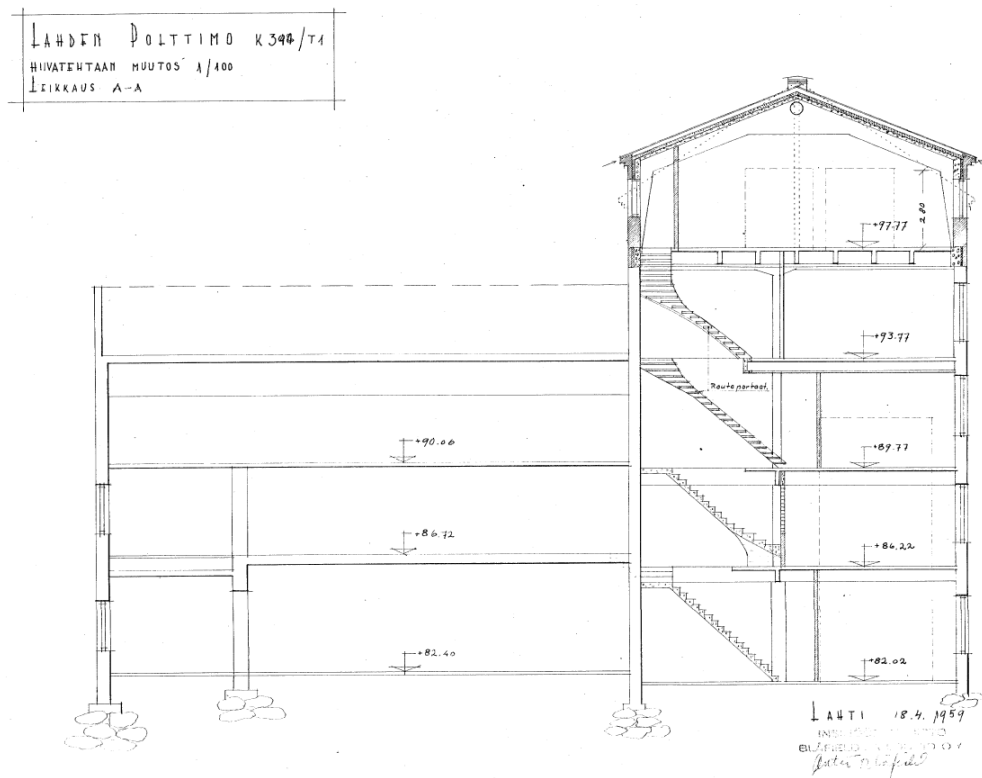 LAHDEN POLTTIMO K 394/T1
HIIVATEHTAAN MUUTOS 1/100
LEIKKAUS A-A
+97.77
2.80
+93.77
Rautaportaat
+90.06
+89.77
+86.72
+86.22
+82.40
+82.02
LAHTI 18.4. 1959